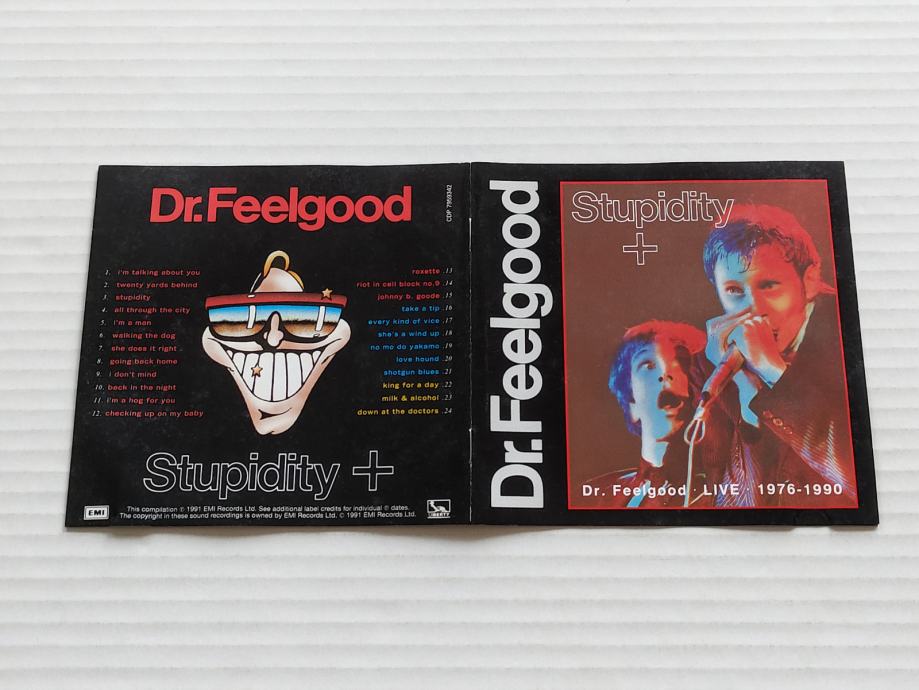 Dr.Feelgood
CDP 7959342
1. i'm talking about you
2. twenty yards behind
3. stupidity
4. all through the city
5. i'm a man
6. walking the dog
7. she does it right
8. going back home
9. i don't mind
10. back in the night
11. i'm a hog for you
12. checking up on my baby
roxette .13
riot in cell block no.9 .14
johnny b. goode .15
take a tip .16
every kind of vice .17
she's a wind up .18
no mo do yakamo .19
love hound .20
shotgun blues .21
king for a day .22
milk & alcohol .23
down at the doctors .24
Stupidity +
EMI
This compilation ℗ 1991 EMI Records Ltd. See additional label credits for individual ℗ dates.
The copyright in these sound recordings is owned by EMI Records Ltd. © 1991 EMI Records Ltd.
LIBERTY
Dr.Feelgood
Stupidity
+
Dr. Feelgood · LIVE · 1976-1990